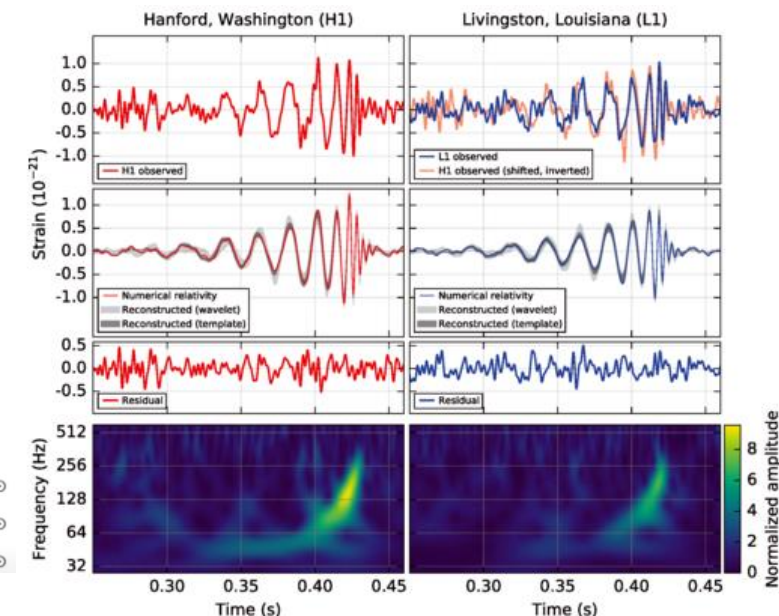 Hanford, Washington (H1)
Livingston, Louisiana (L1)
1.0
0.5
0.0
-0.5
-1.0
H1 observed
L1 observed
H1 observed (shifted, inverted)
Strain (10⁻²¹)
1.0
0.5
0.0
-0.5
-1.0
Numerical relativity
Reconstructed (wavelet)
Reconstructed (template)
Numerical relativity
Reconstructed (wavelet)
Reconstructed (template)
0.5
0.0
-0.5
Residual
Residual
Frequency (Hz)
512
256
128
64
32
0.30
0.35
0.40
0.45
Time (s)
0.30
0.35
0.40
0.45
Time (s)
8
6
4
2
0
Normalized amplitude